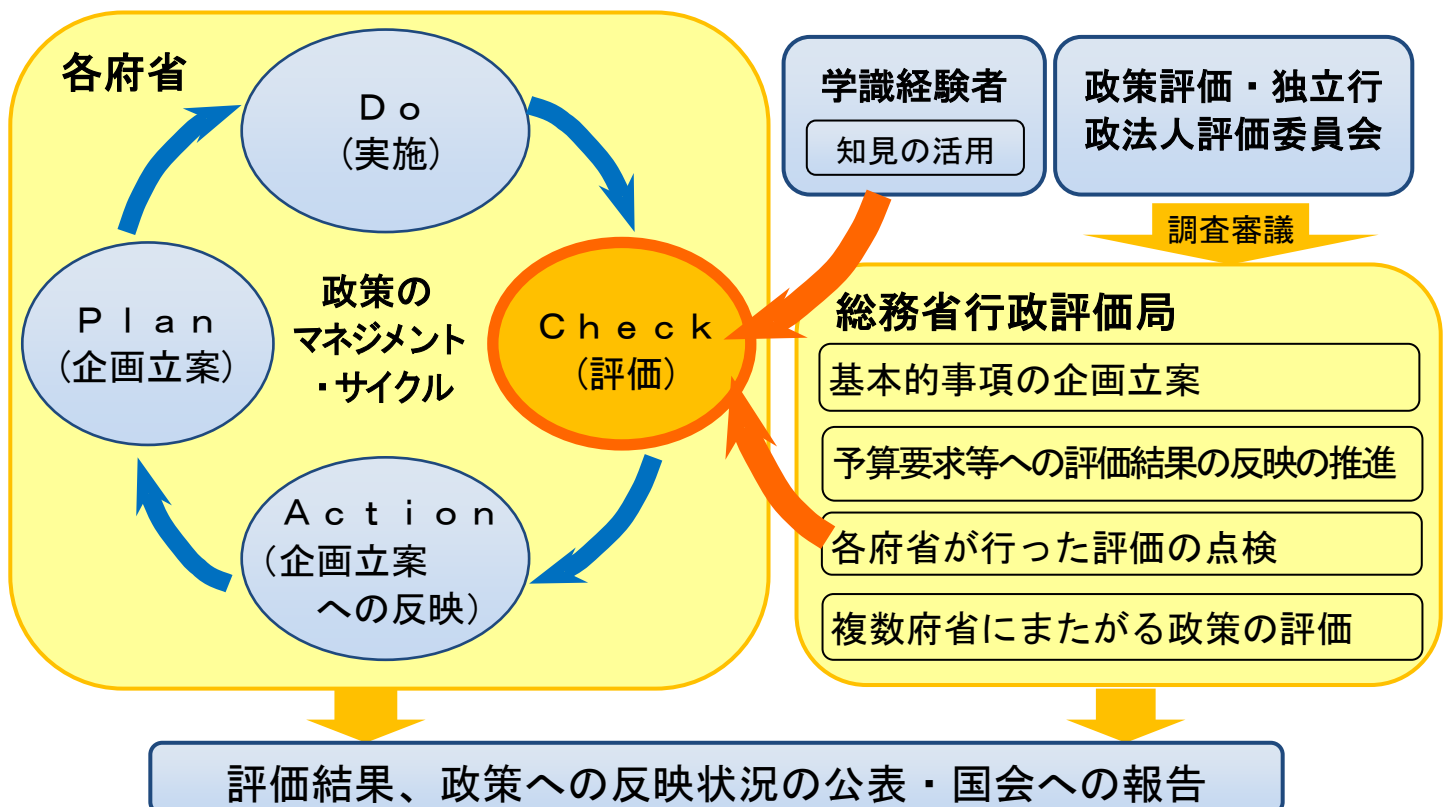 各府省
Ｄｏ
（実施）
Ｐｌａｎ
（企画立案）
政策の
マネジメント
・サイクル
Ｃｈｅｃｋ
（評価）
Ａｃｔｉｏｎ
（企画立案
への反映）
学識経験者
知見の活用
政策評価・独立行
政法人評価委員会
調査審議
総務省行政評価局
基本的事項の企画立案
予算要求等への評価結果の反映の推進
各府省が行った評価の点検
複数府省にまたがる政策の評価
評価結果、政策への反映状況の公表・国会への報告